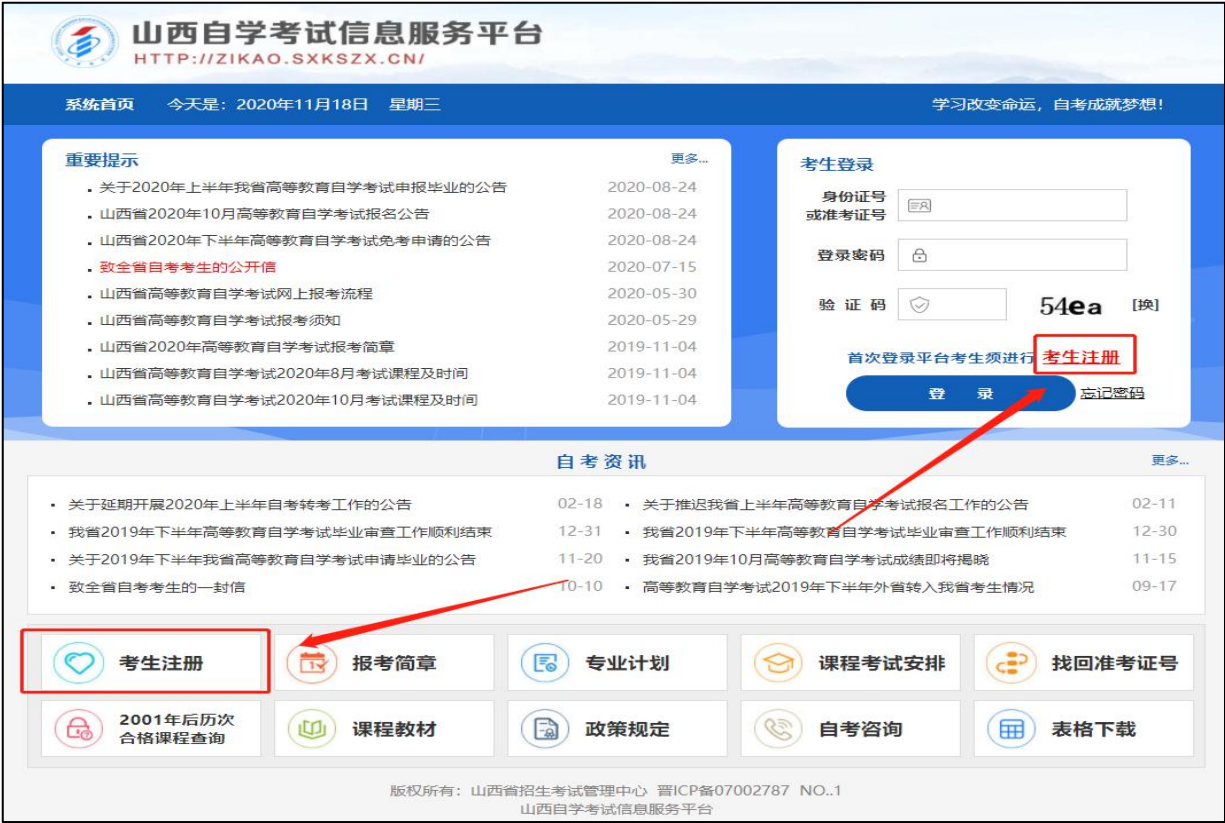 山西自学考试信息服务平台
HTTP://ZIKAO.SXKSZX.CN/
系统首页 今天是：2020年11月18日 星期三 学习改变命运，自考成就梦想！
重要提示 更多...
关于2020年上半年我省高等教育自学考试申报毕业的公告 2020-08-24
山西省2020年10月高等教育自学考试报名公告 2020-08-24
山西省2020年下半年高等教育自学考试免考申请的公告 2020-08-24
致全省自考考生的公开信 2020-07-15
山西省高等教育自学考试网上报考流程 2020-05-30
山西省高等教育自学考试报考须知 2020-05-29
山西省2020年高等教育自学考试报考简章 2019-11-04
山西省高等教育自学考试2020年8月考试课程及时间 2019-11-04
山西省高等教育自学考试2020年10月考试课程及时间 2019-11-04
考生登录
身份证号
或准考证号
登录密码
验 证 码 54ea [换]
首次登录平台考生须进行 考生注册
登 录 忘记密码
自 考 资 讯 更多...
关于延期开展2020年上半年自考转考工作的公告 02-18
关于推迟我省上半年高等教育自学考试报名工作的公告 02-11
我省2019年下半年高等教育自学考试毕业审查工作顺利结束 12-31
我省2019年下半年高等教育自学考试毕业审查工作顺利结束 12-30
关于2019年下半年我省高等教育自学考试申请毕业的公告 11-20
我省2019年10月高等教育自学考试成绩即将揭晓 11-15
致全省自考考生的一封信 10-10
高等教育自学考试2019年下半年外省转入我省考生情况 09-17
考生注册
报考简章
专业计划
课程考试安排
找回准考证号
2001年后历次
合格课程查询
课程教材
政策规定
自考咨询
表格下载
版权所有：山西省招生考试管理中心 晋ICP备07002787 NO..1
山西自学考试信息服务平台